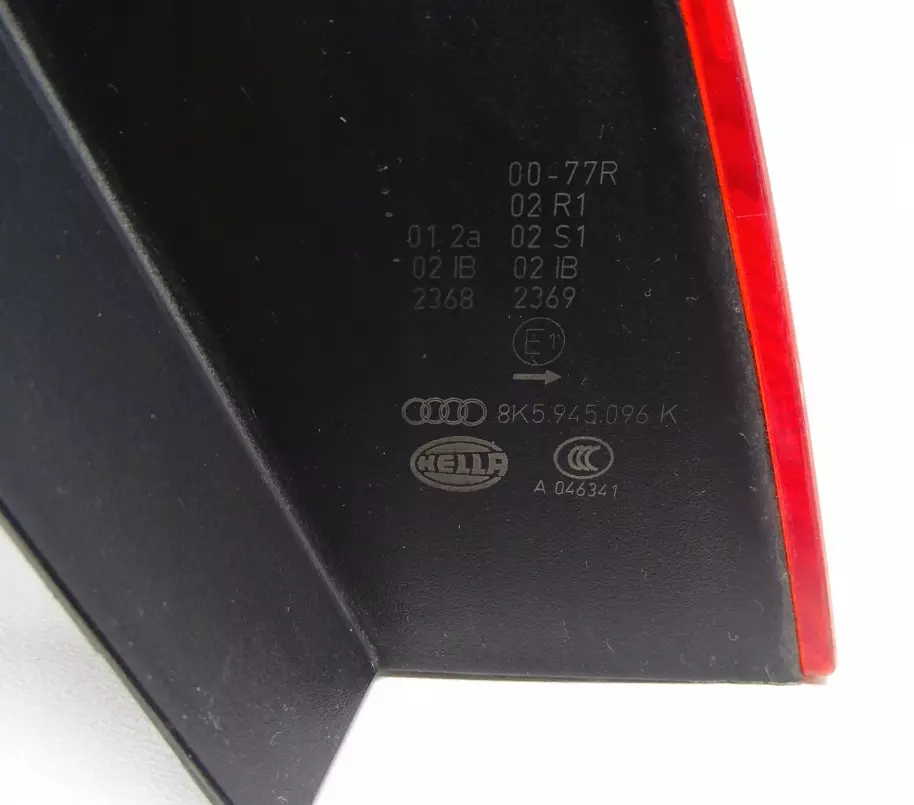 00-77R
02 R1
01 2a 02 S1
02 IB 02 IB
2368 2369
E1
8K5.945.096 K
HELLA CCC
A 046341